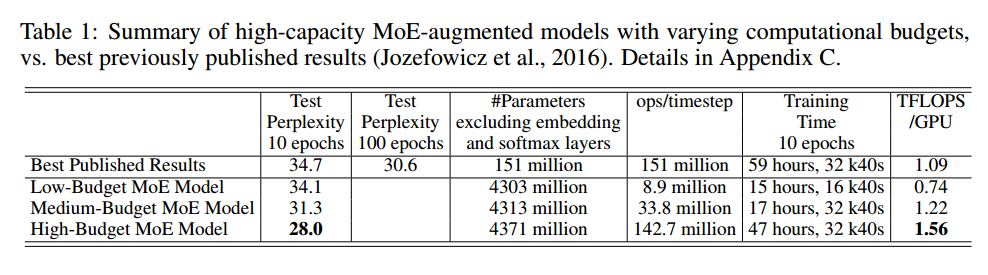 Table 1: Summary of high-capacity MoE-augmented models with varying computational budgets,
vs. best previously published results (Jozefowicz et al., 2016). Details in Appendix C.
Test Test #Parameters ops/timestep Training TFLOPS
Perplexity Perplexity excluding embedding Time /GPU
10 epochs 100 epochs and softmax layers 10 epochs
Best Published Results 34.7 30.6 151 million 151 million 59 hours, 32 k40s 1.09
Low-Budget MoE Model 34.1 4303 million 8.9 million 15 hours, 16 k40s 0.74
Medium-Budget MoE Model 31.3 4313 million 33.8 million 17 hours, 32 k40s 1.22
High-Budget MoE Model 28.0 4371 million 142.7 million 47 hours, 32 k40s 1.56